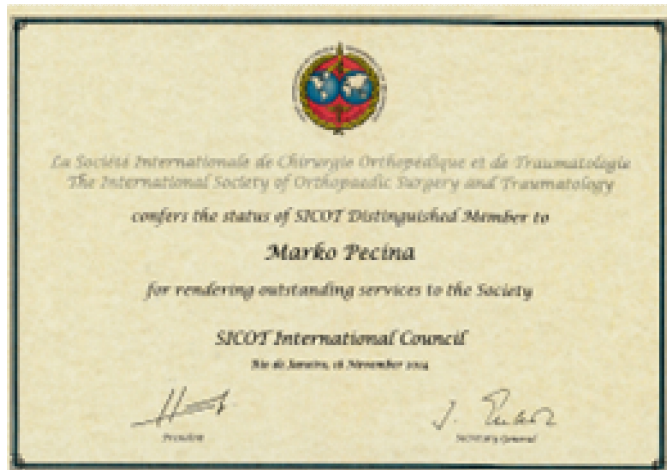 La Société Internationale de Chirurgie Orthopédique et de Traumatologie
The International Society of Orthopaedic Surgery and Traumatology
confers the status of SICOT Distinguished Member to
Marko Pecina
for rendering outstanding services to the Society
SICOT International Council
Rio de Janeiro, 18 November 2014
President
Secretary General